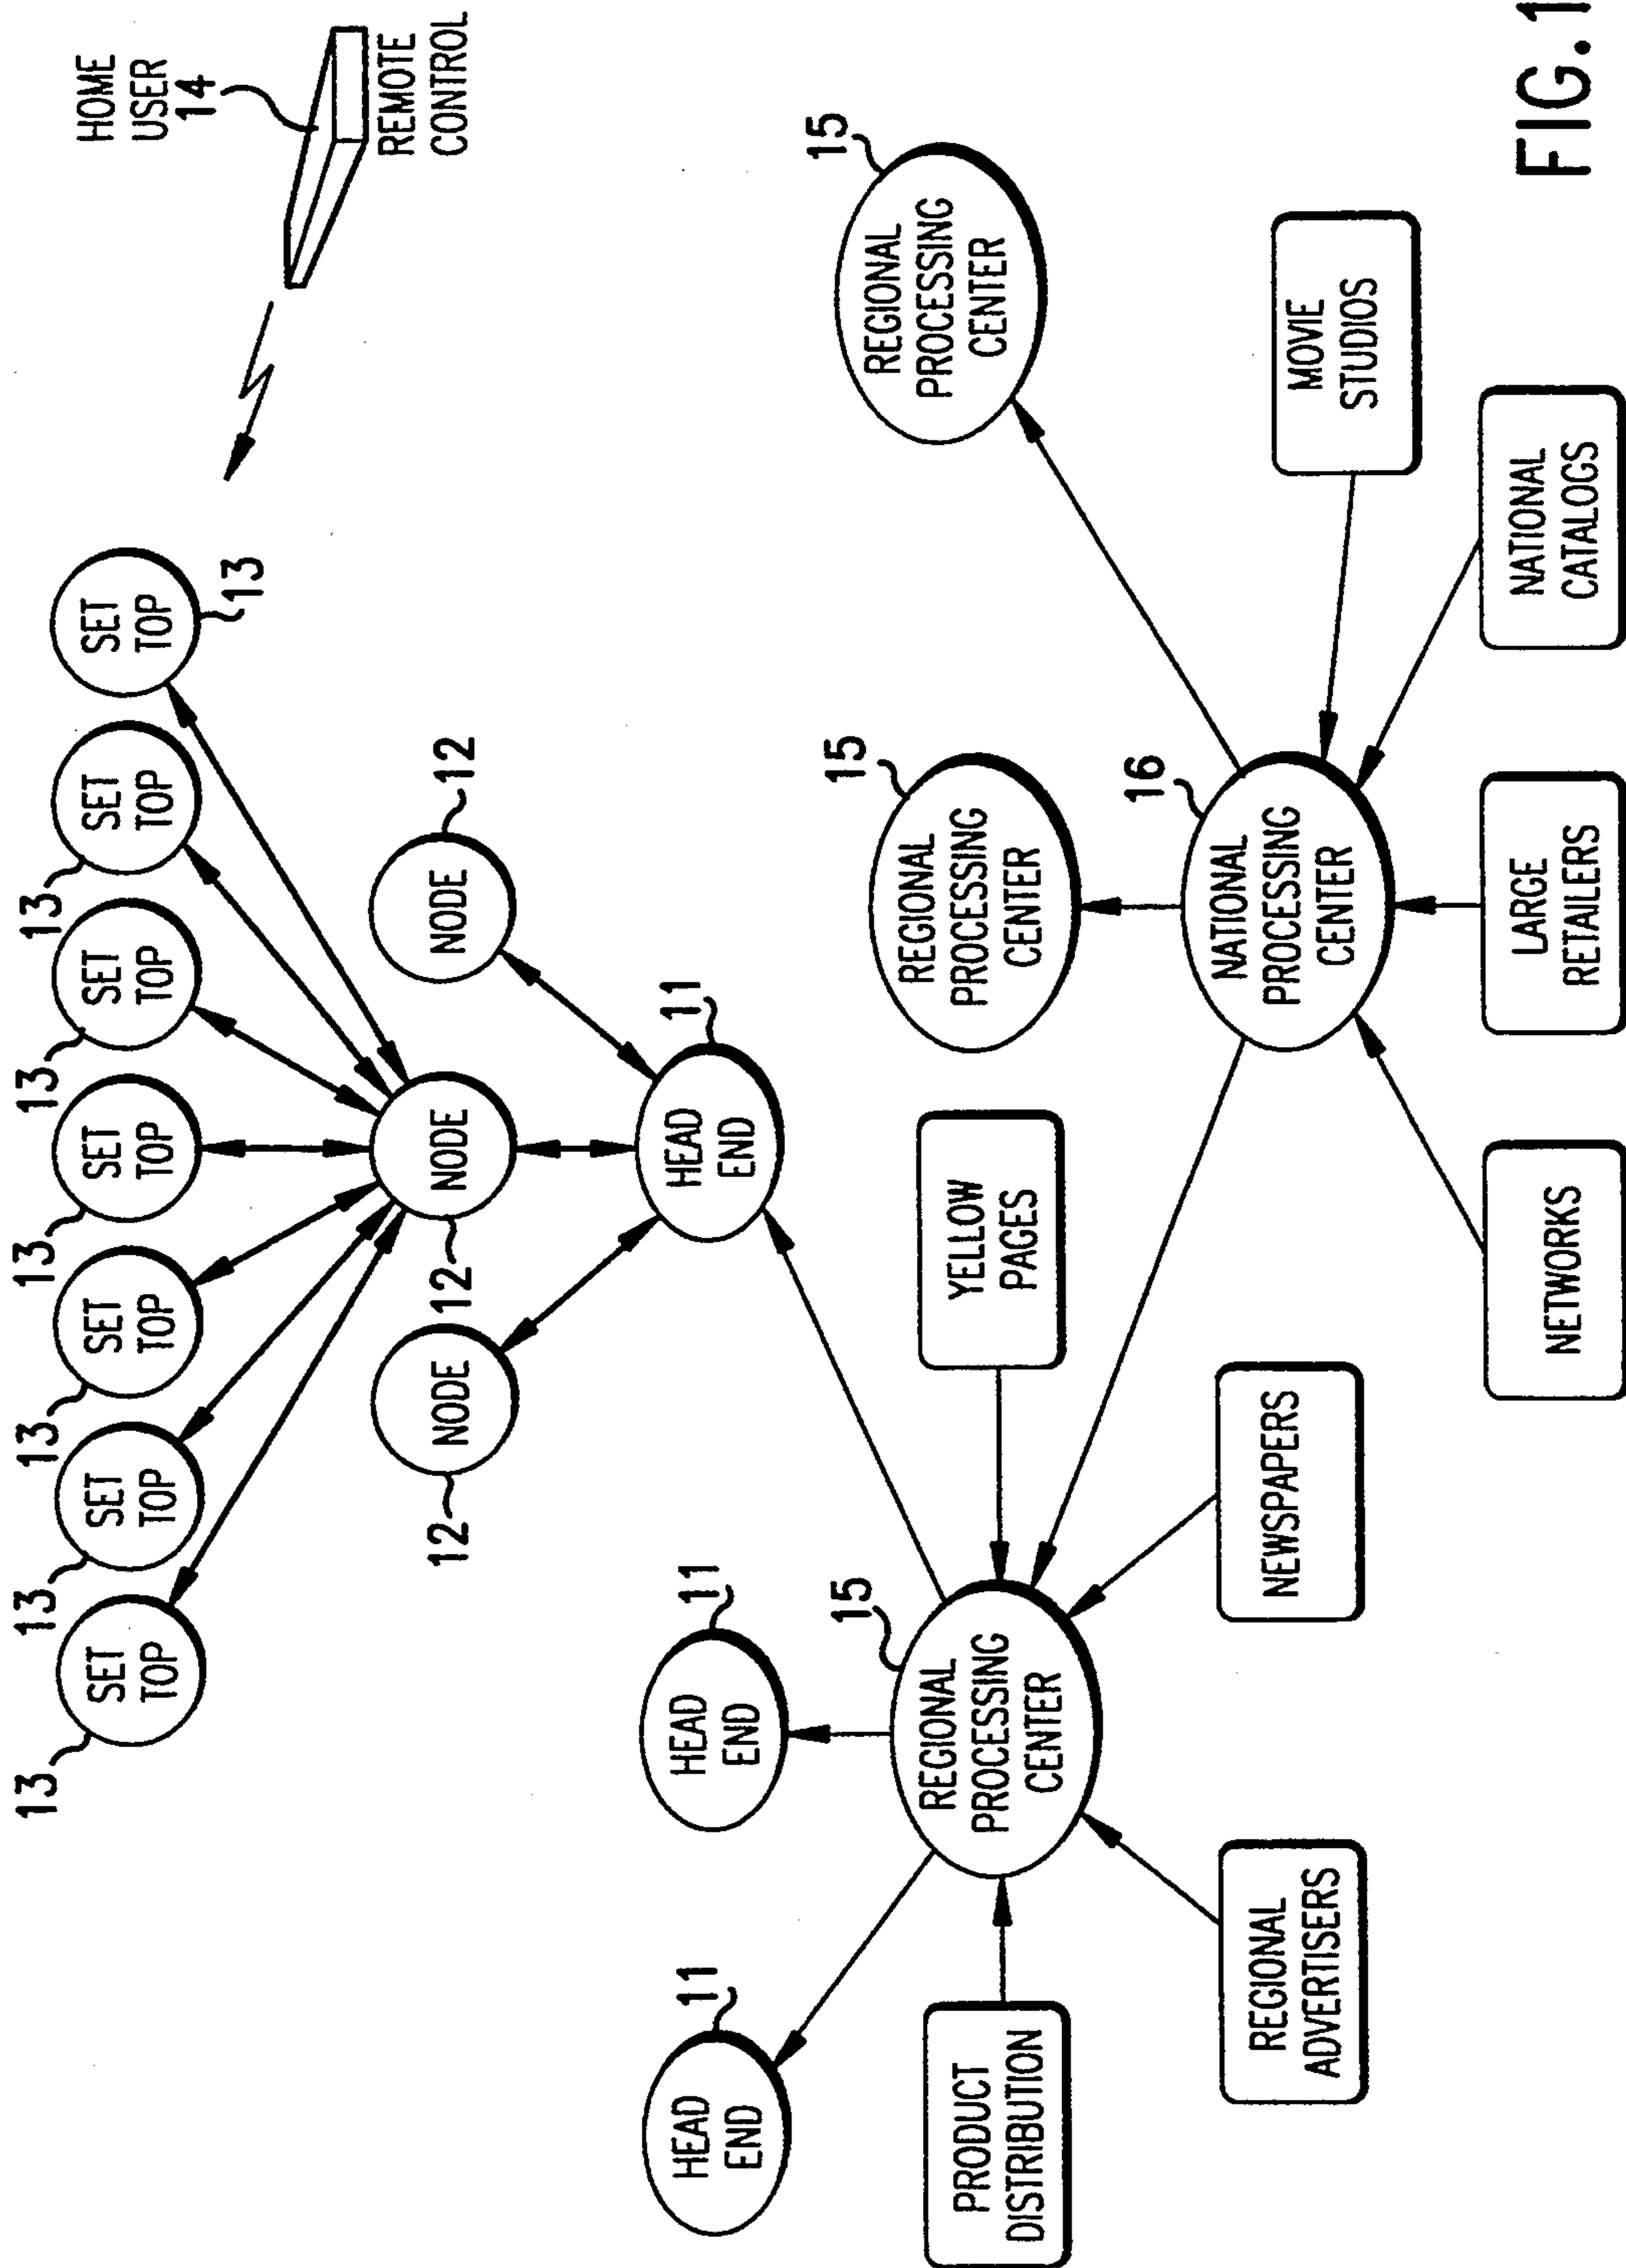 13
13
13
13
13
13
13
SET
TOP
SET
TOP
SET
TOP
SET
TOP
SET
TOP
SET
TOP
SET
TOP
13
HOME
USER
14
REMOTE
CONTROL
12
NODE
12
NODE
NODE
12
11
HEAD
END
11
HEAD
END
HEAD
END
11
15
REGIONAL
PROCESSING
CENTER
PRODUCT
DISTRIBUTION
REGIONAL
ADVERTISERS
NEWSPAPERS
YELLOW
PAGES
15
REGIONAL
PROCESSING
CENTER
15
REGIONAL
PROCESSING
CENTER
16
NATIONAL
PROCESSING
CENTER
NETWORKS
LARGE
RETAILERS
NATIONAL
CATALOGS
MOVIE
STUDIOS
FIG. 1